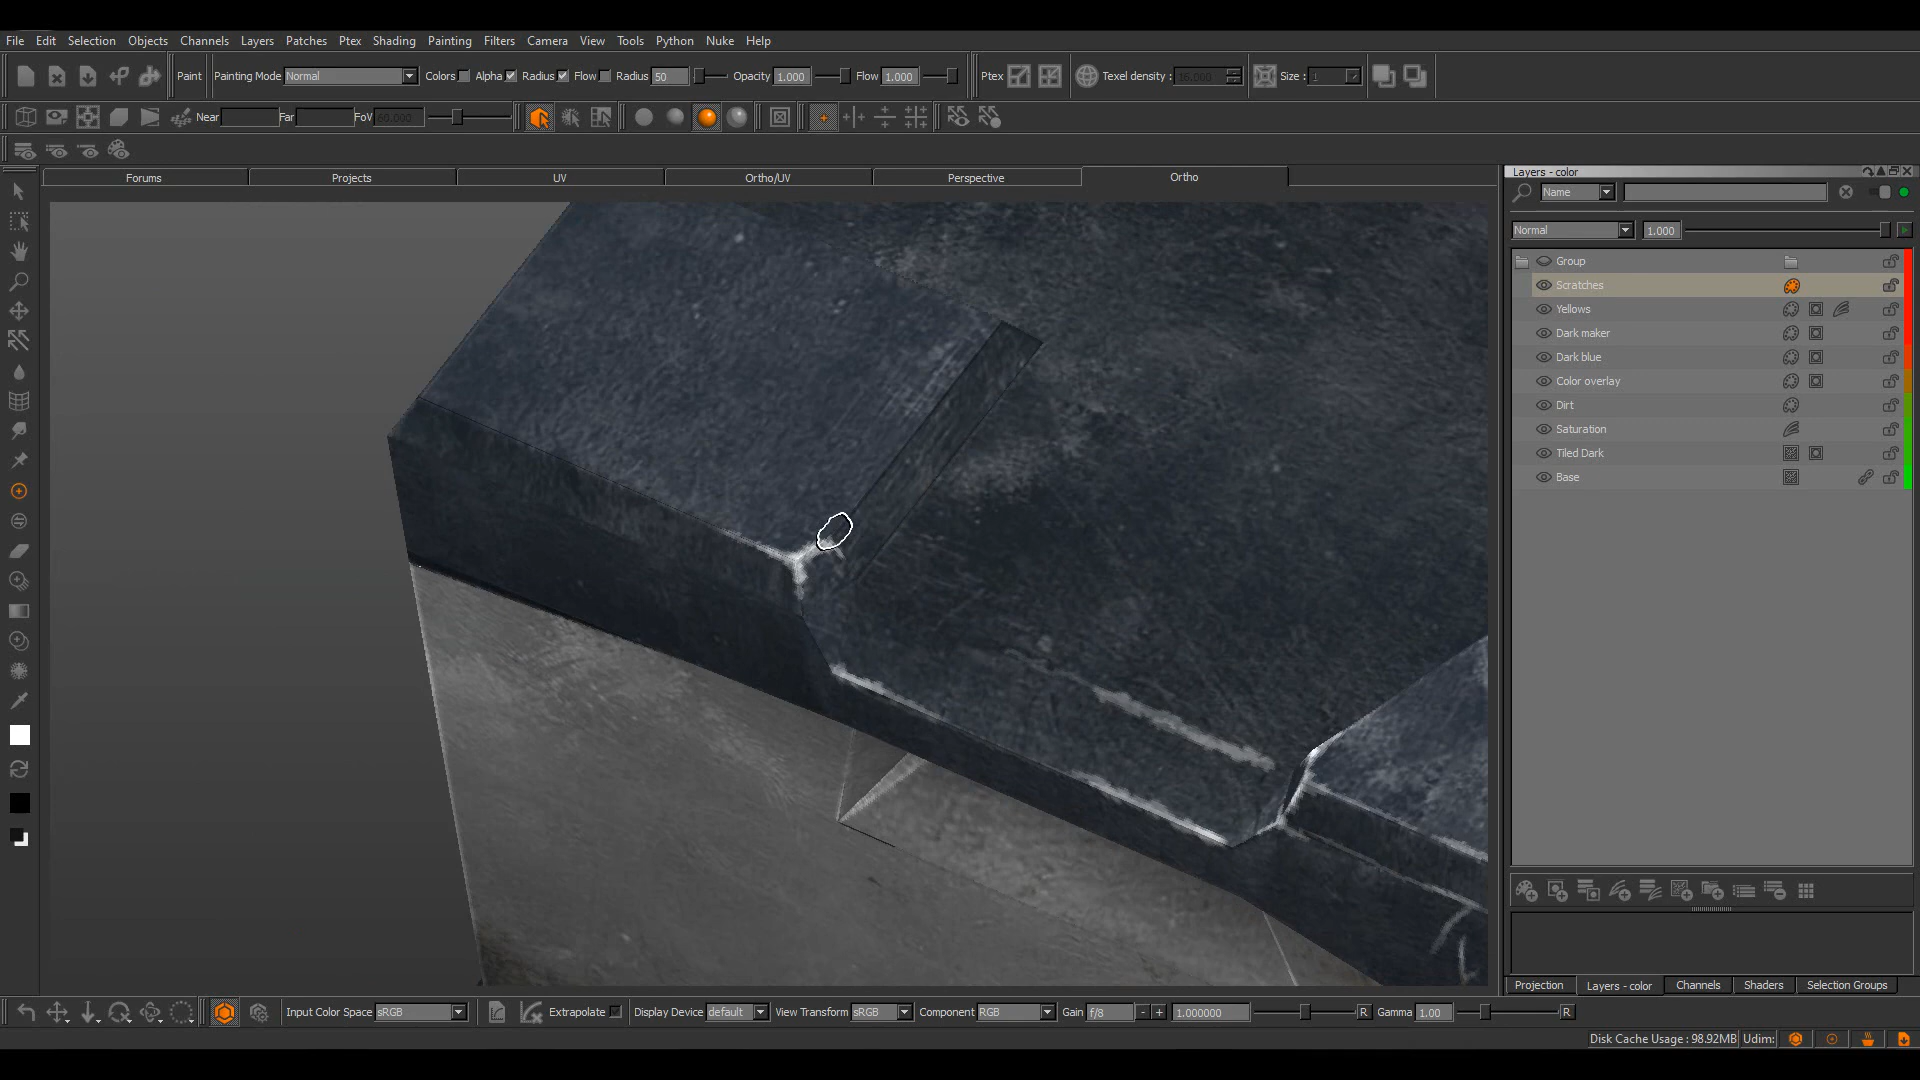 File Edit Selection Objects Channels Layers Patches Ptex Shading Painting Filters Camera View Tools Python Nuke Help
Paint Painting Mode Normal Colors Alpha Radius Flow Radius 50 Opacity 1.000 Flow 1.000 Ptex Texel density : 16.000 Size : 1
Near Far FoV 60.000
Forums Projects UV Ortho/UV Perspective Ortho
Layers - color
Name
Normal 1.000
Group
Scratches
Yellows
Dark maker
Dark blue
Color overlay
Dirt
Saturation
Tiled Dark
Base
Projection Layers - color Channels Shaders Selection Groups
Input Color Space sRGB Extrapolate Display Device default View Transform sRGB Component RGB Gain f/8 - + 1.000000 R Gamma 1.00 R
Disk Cache Usage : 98.92MB Udim: